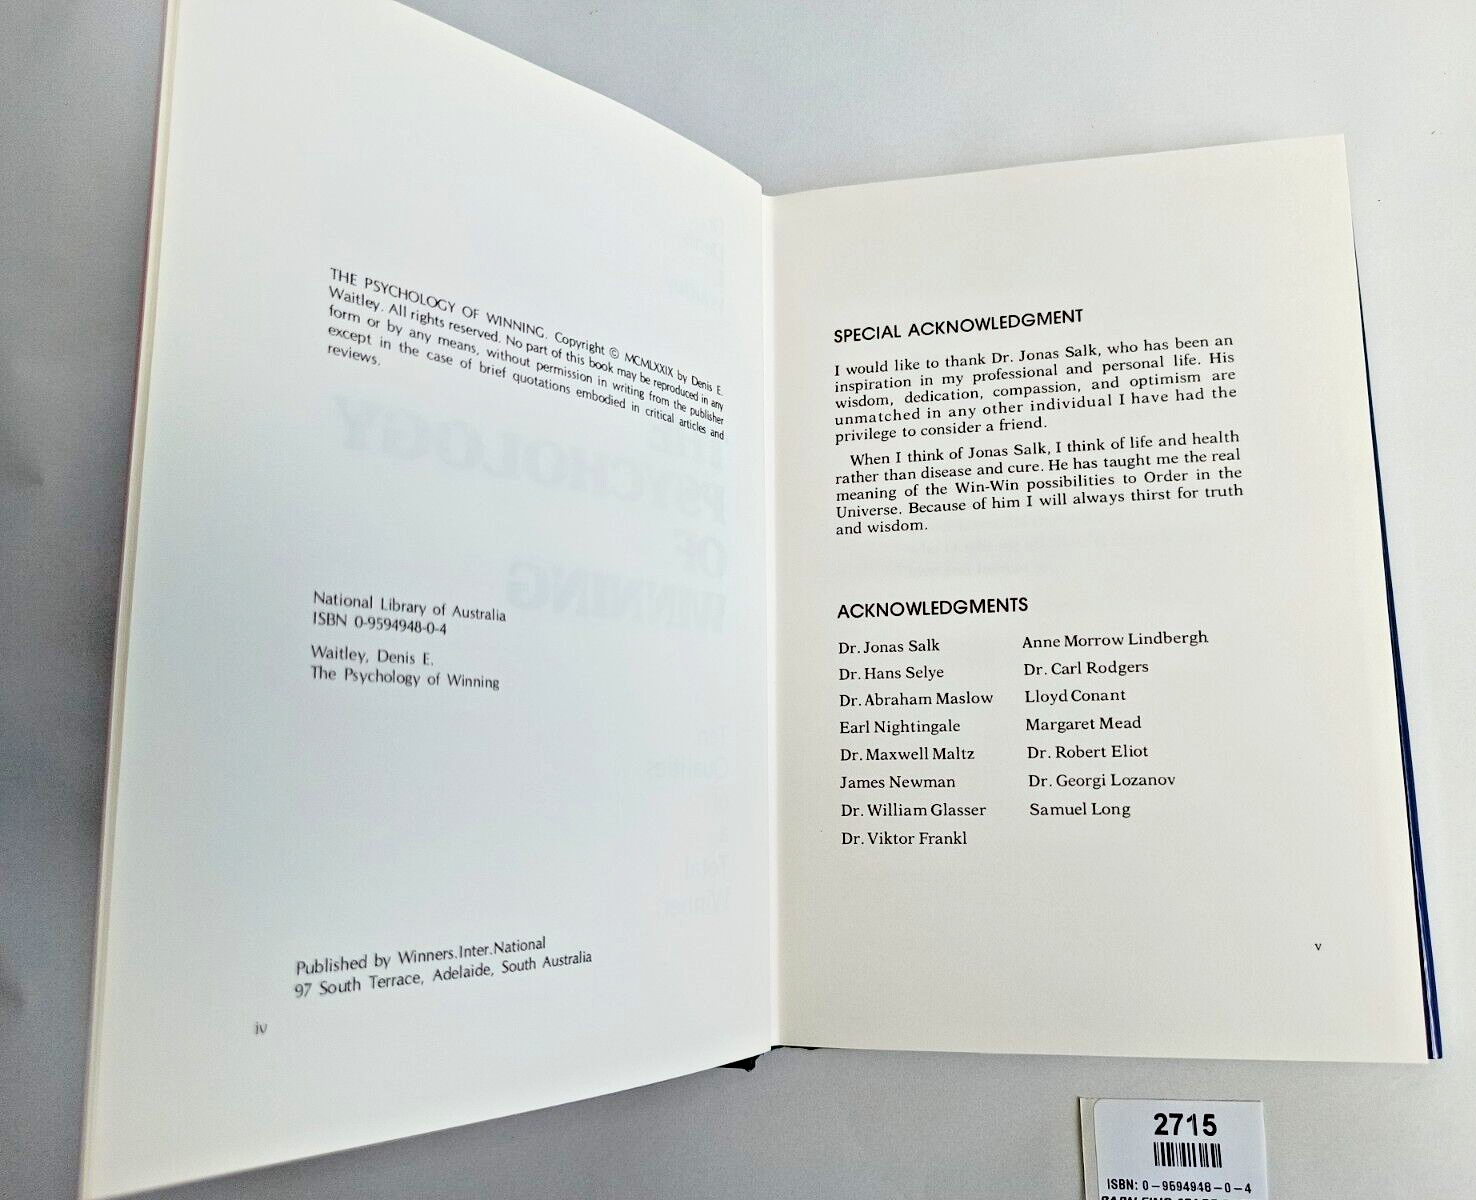 THE PSYCHOLOGY OF WINNING. Copyright © MCMLXXIX by Denis E.
Waitley. All rights reserved. No part of this book may be reproduced in any
form or by any means, without permission in writing from the publisher
except in the case of brief quotations embodied in critical articles and
reviews.
National Library of Australia
ISBN 0-9594948-0-4
Waitley, Denis E.
The Psychology of Winning
Published by Winners.Inter.National
97 South Terrace, Adelaide, South Australia
iv
SPECIAL ACKNOWLEDGMENT
I would like to thank Dr. Jonas Salk, who has been an
inspiration in my professional and personal life. His
wisdom, dedication, compassion, and optimism are
unmatched in any other individual I have had the
privilege to consider a friend.
When I think of Jonas Salk, I think of life and health
rather than disease and cure. He has taught me the real
meaning of the Win-Win possibilities to Order in the
Universe. Because of him I will always thirst for truth
and wisdom.
ACKNOWLEDGMENTS
Dr. Jonas Salk Anne Morrow Lindbergh
Dr. Hans Selye Dr. Carl Rodgers
Dr. Abraham Maslow Lloyd Conant
Earl Nightingale Margaret Mead
Dr. Maxwell Maltz Dr. Robert Eliot
James Newman Dr. Georgi Lozanov
Dr. William Glasser Samuel Long
Dr. Viktor Frankl
v
2715
ISBN: 0-9594948-0-4